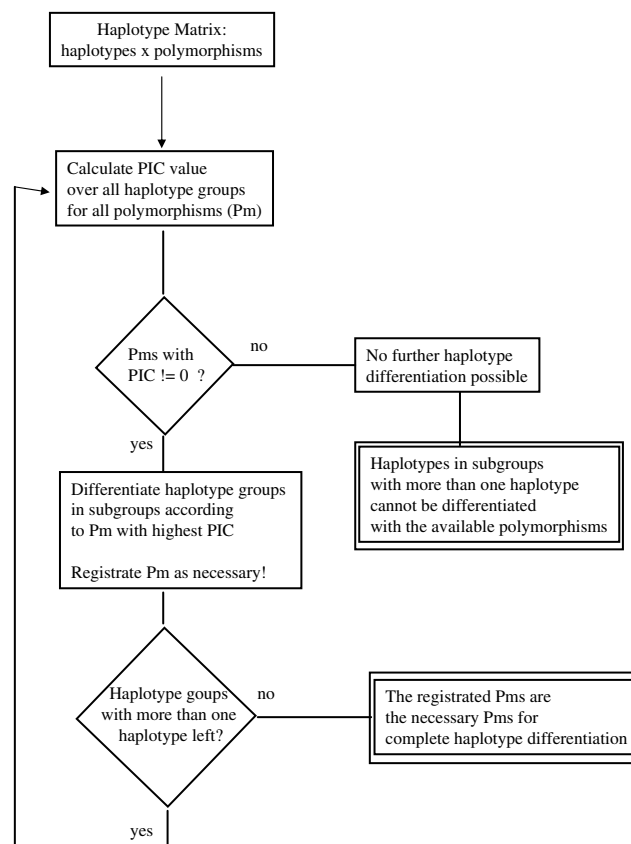 Haplotype Matrix:
haplotypes x polymorphisms
Calculate PIC value
over all haplotype groups
for all polymorphisms (Pm)
Pms with
PIC != 0 ?
no
No further haplotype
differentiation possible
yes
Haplotypes in subgroups
with more than one haplotype
cannot be differentiated
with the available polymorphisms
Differentiate haplotype groups
in subgroups according
to Pm with highest PIC
Registrate Pm as necessary!
Haplotype goups
with more than one
haplotype left?
no
The registrated Pms are
the necessary Pms for
complete haplotype differentiation
yes